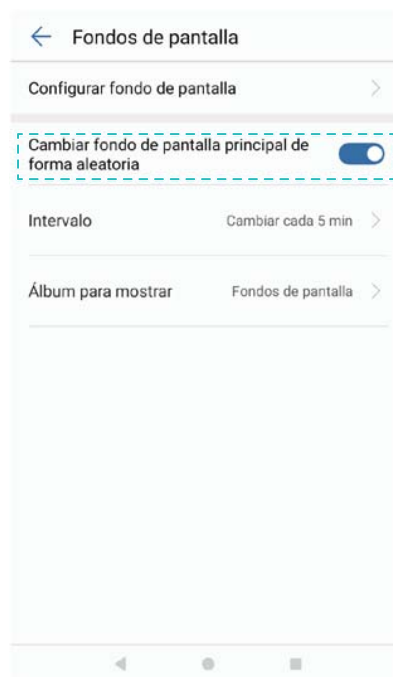 Fondos de pantalla
Configurar fondo de pantalla
Cambiar fondo de pantalla principal de
forma aleatoria
Intervalo Cambiar cada 5 min
Álbum para mostrar Fondos de pantalla